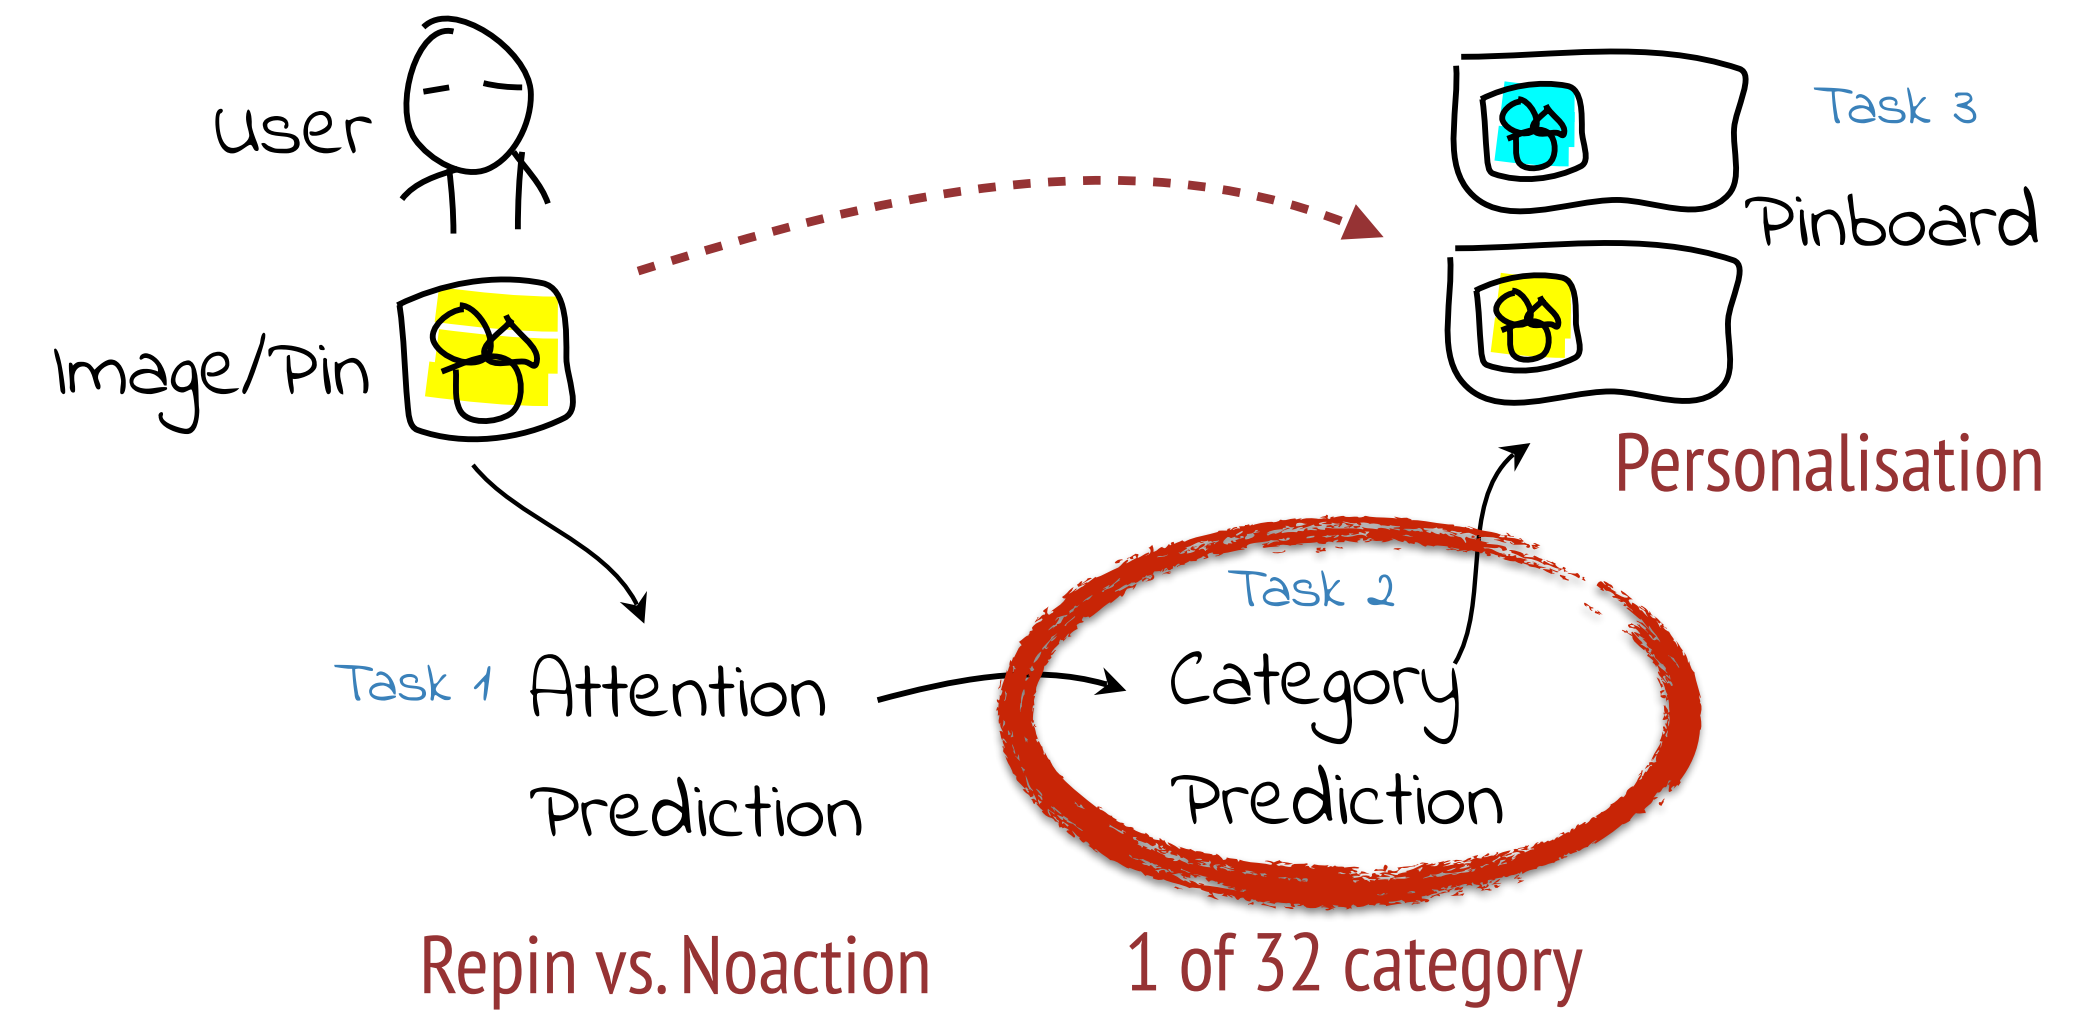 User
Image/Pin
Task 1
Attention
Prediction
Repin vs. Noaction
Task 2
Category
Prediction
1 of 32 category
Task 3
Pinboard
Personalisation